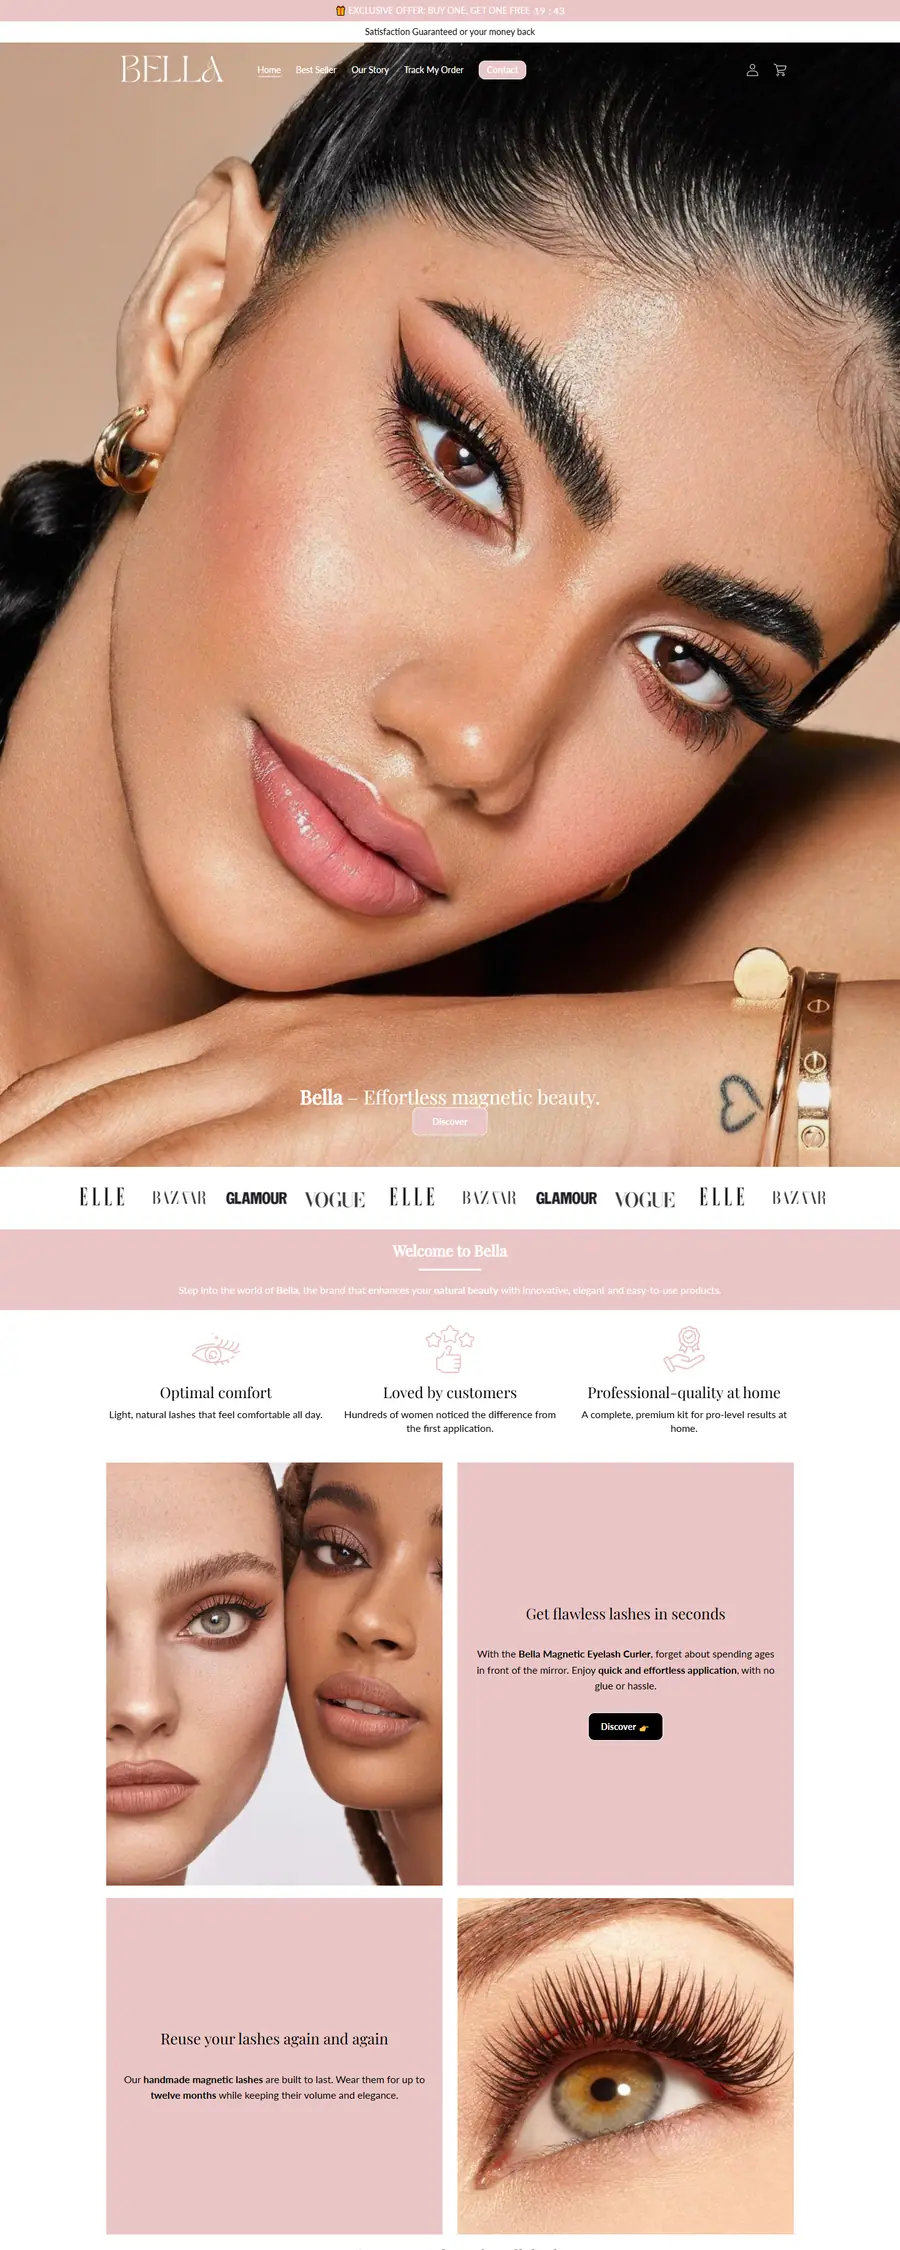 EXCLUSIVE OFFER: BUY ONE, GET ONE FREE 19 : 43
Satisfaction Guaranteed or your money back
BELLA
Home Best Seller Our Story Track My Order Contact
Bella – Effortless magnetic beauty.
Discover
ELLE BAZAAR GLAMOUR VOGUE ELLE BAZAAR GLAMOUR VOGUE ELLE BAZAAR
Welcome to Bella
Step into the world of Bella, the brand that enhances your natural beauty with innovative, elegant and easy-to-use products.
Optimal comfort
Light, natural lashes that feel comfortable all day.
Loved by customers
Hundreds of women noticed the difference from
the first application.
Professional-quality at home
A complete, premium kit for pro-level results at
home.
Get flawless lashes in seconds
With the Bella Magnetic Eyelash Curler, forget about spending ages
in front of the mirror. Enjoy quick and effortless application, with no
glue or hassle.
Discover 👉
Reuse your lashes again and again
Our handmade magnetic lashes are built to last. Wear them for up to
twelve months while keeping their volume and elegance.